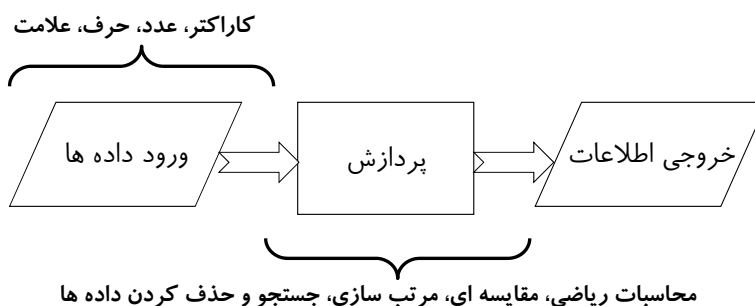 کاراکتر، عدد، حرف، علامت
ورود داده ها
پردازش
خروجی اطلاعات
محاسبات ریاضی، مقایسه ای، مرتب سازی، جستجو و حذف کردن داده ها